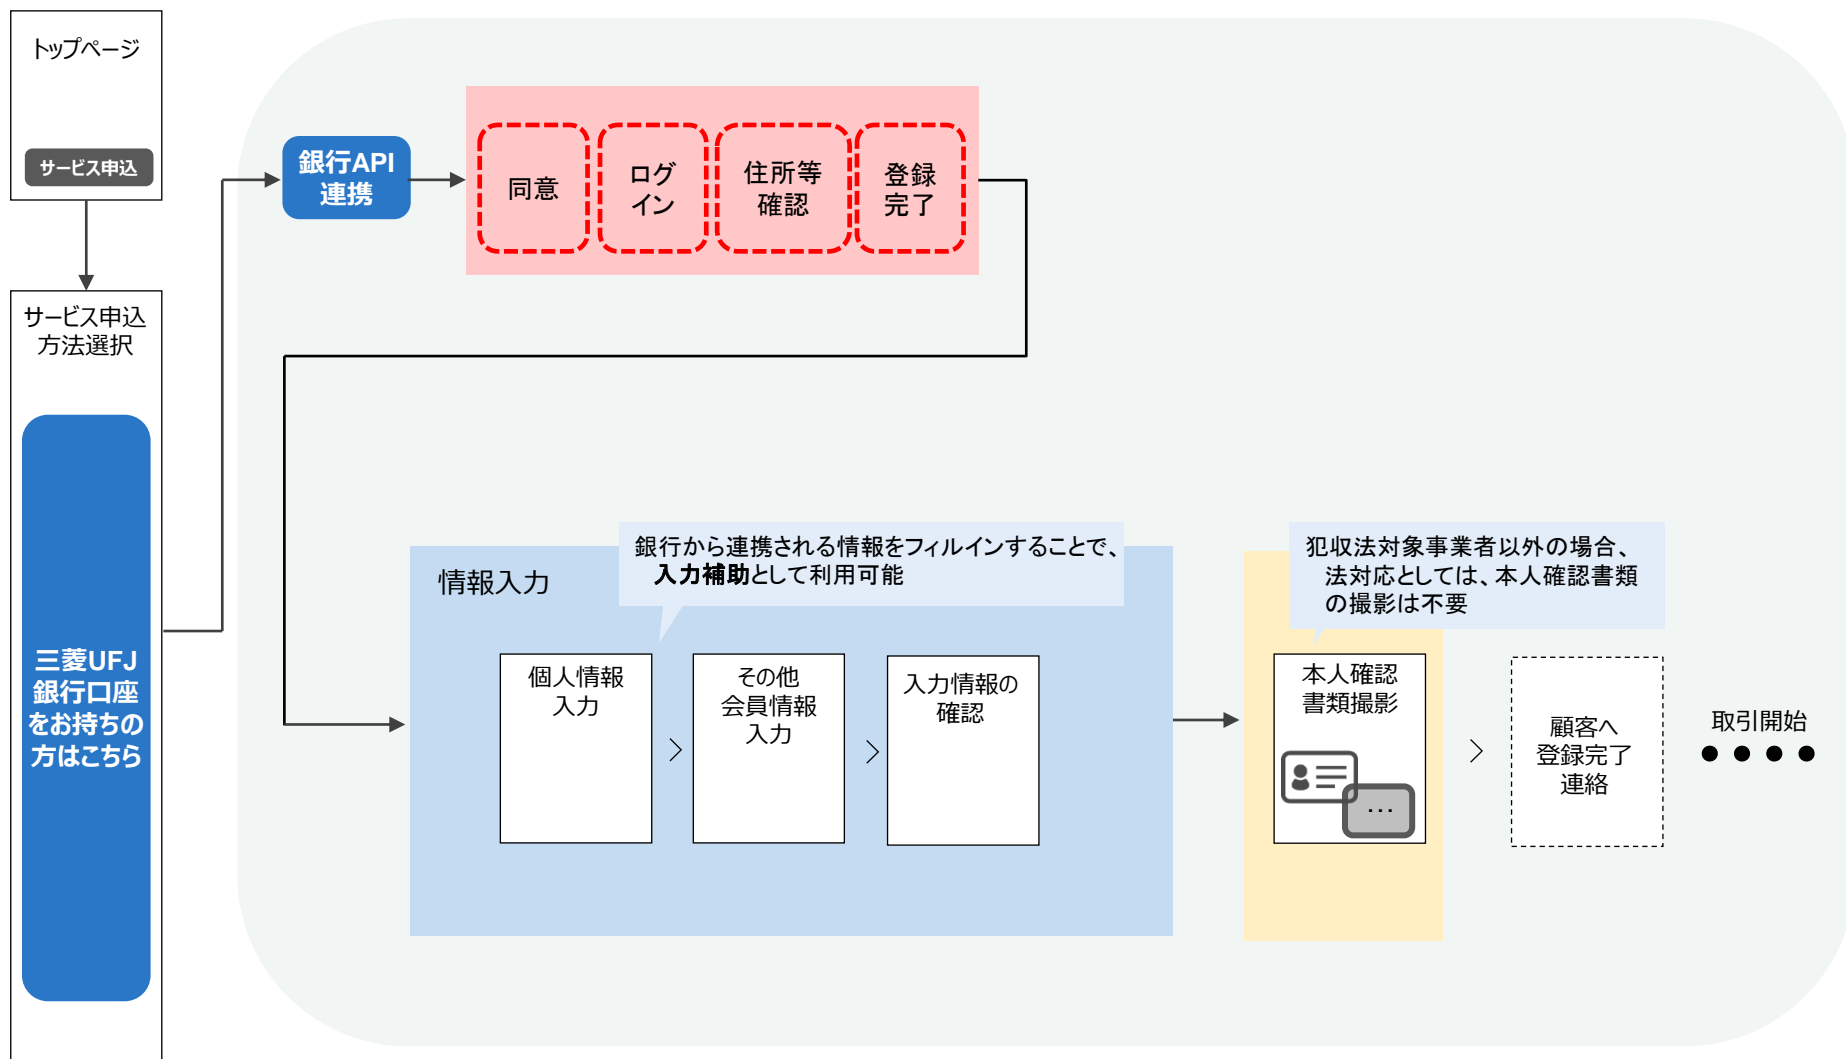 トップページ
サービス申込
サービス申込
方法選択
三菱UFJ
銀行口座
をお持ちの
方はこちら
銀行API
連携
同意
ログ
イン
住所等
確認
登録
完了
情報入力
銀行から連携される情報をフィルインすることで、
入力補助として利用可能
個人情報
入力
その他
会員情報
入力
入力情報の
確認
犯収法対象事業者以外の場合、
法対応としては、本人確認書類
の撮影は不要
本人確認
書類撮影
…
顧客へ
登録完了
連絡
取引開始
●●●●